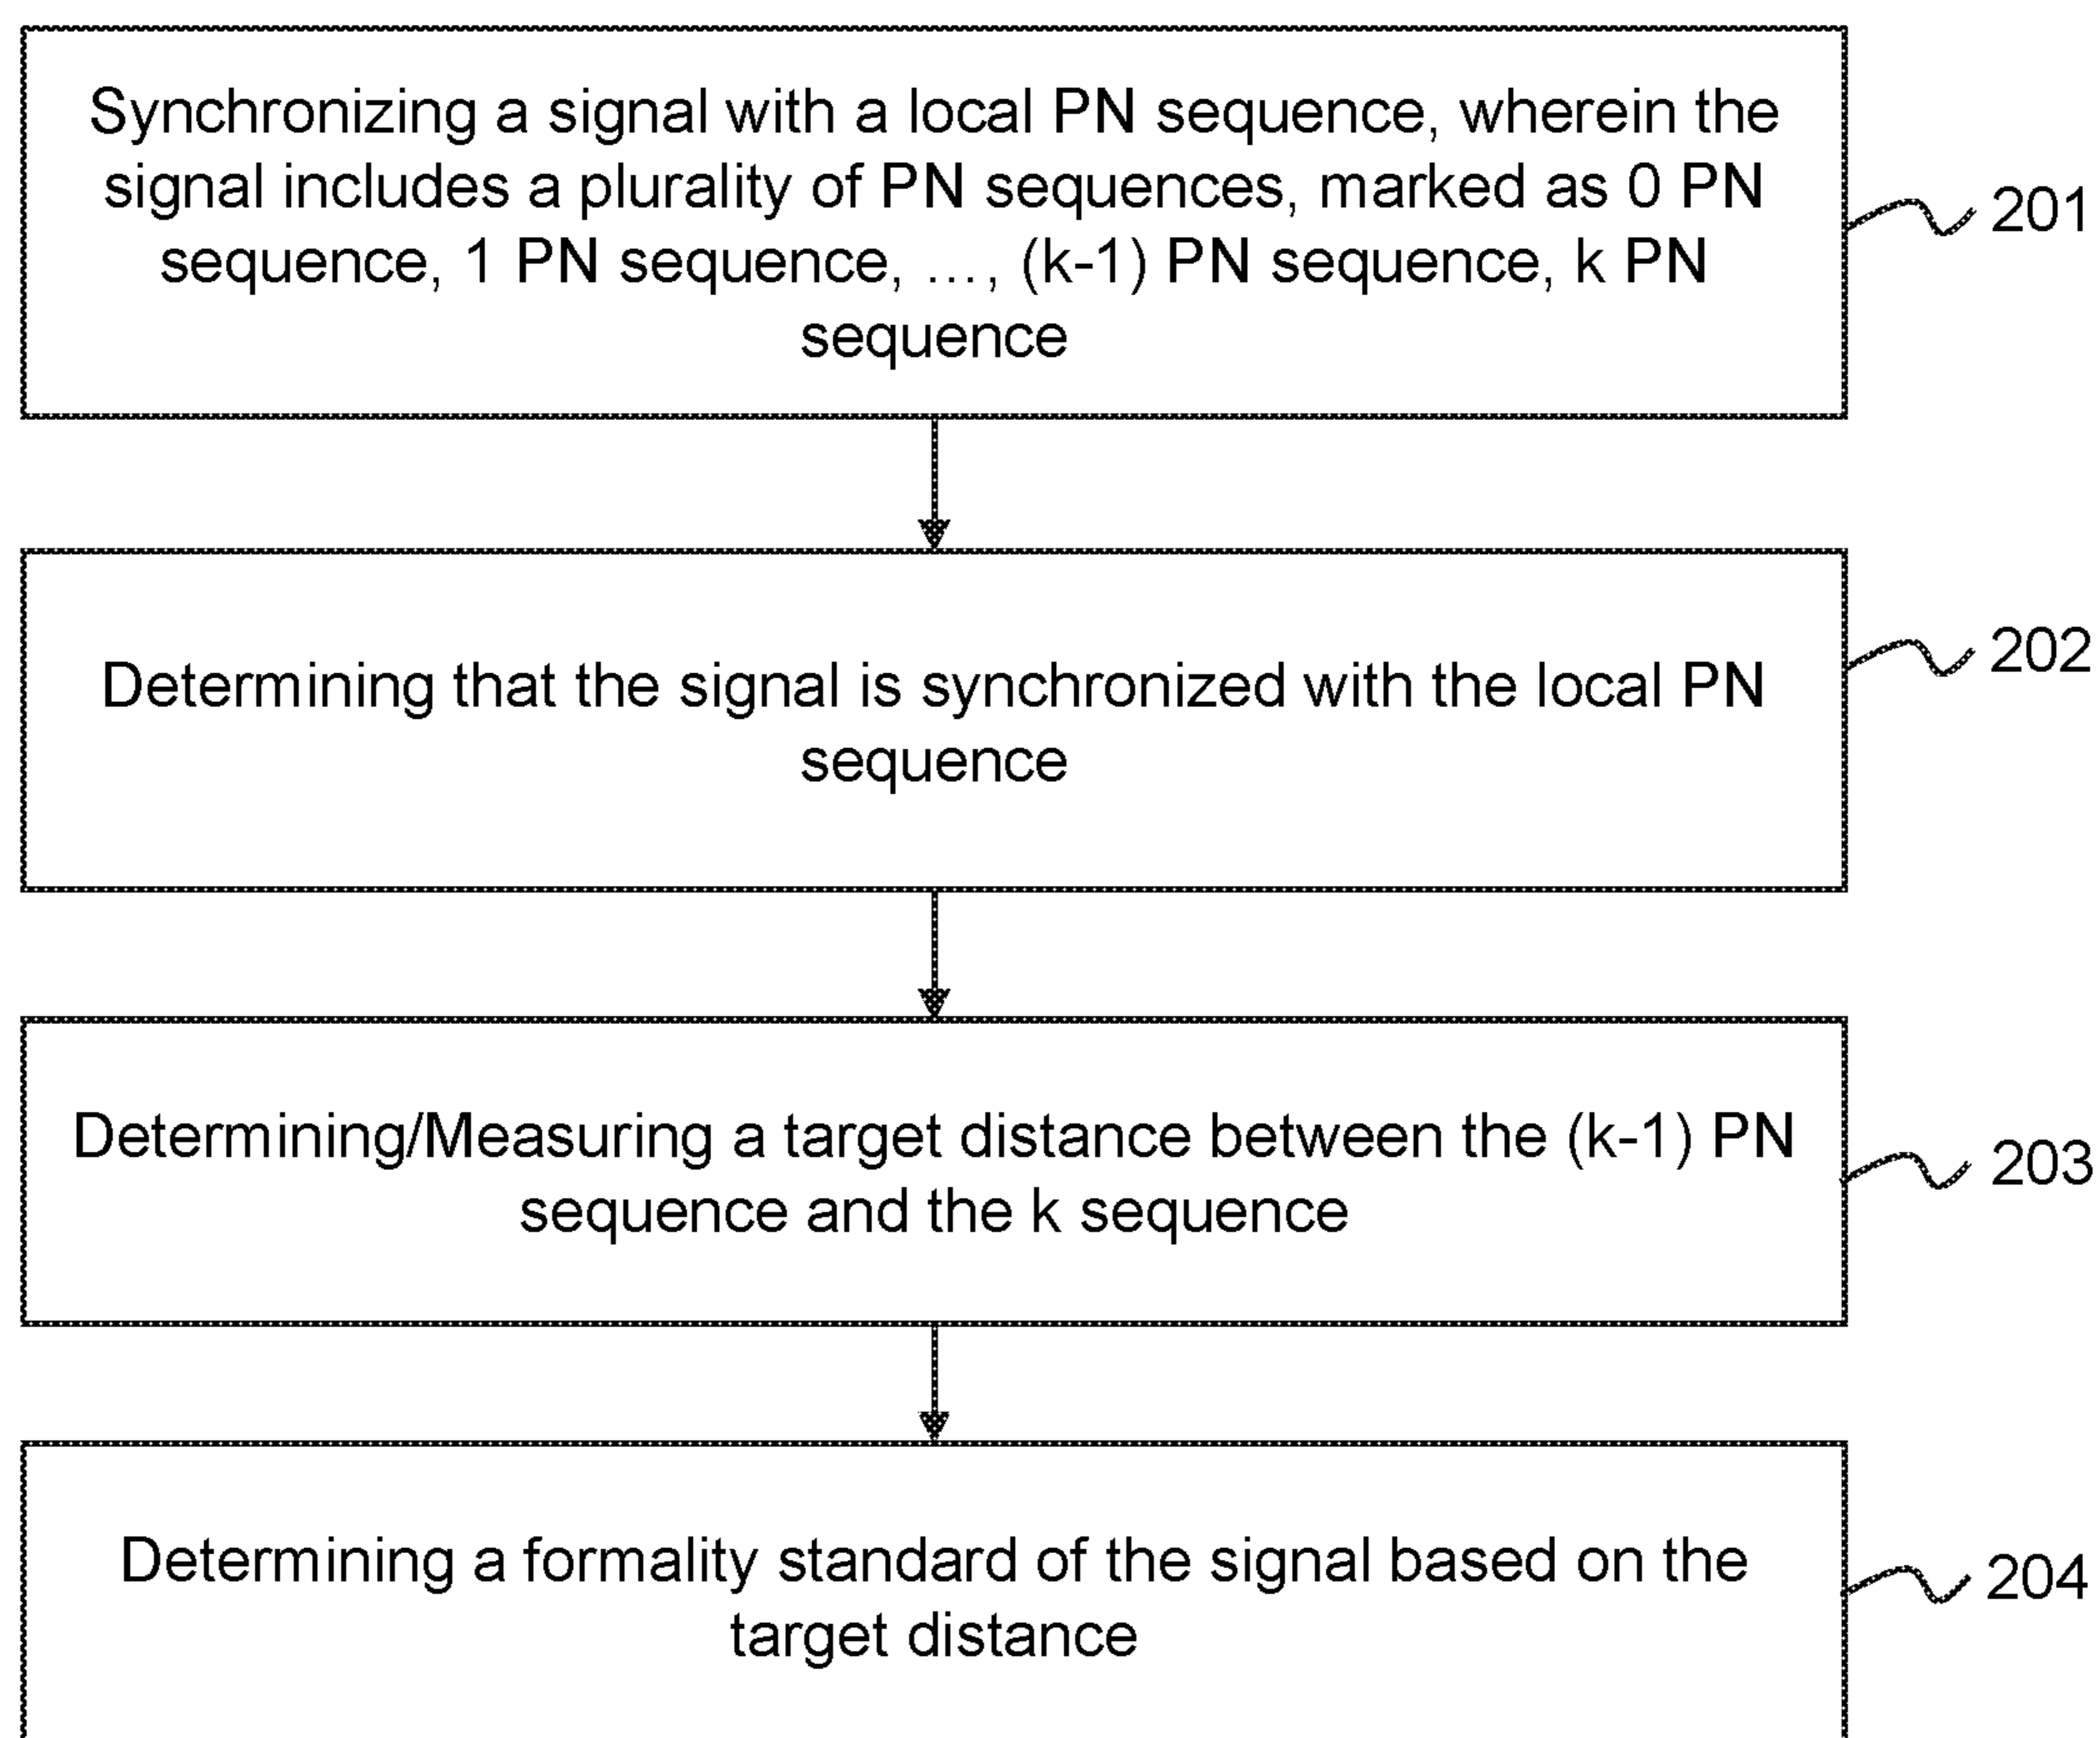 Synchronizing a signal with a local PN sequence, wherein the
signal includes a plurality of PN sequences, marked as 0 PN
sequence, 1 PN sequence, ..., (k-1) PN sequence, k PN
sequence
201
Determining that the signal is synchronized with the local PN
sequence
202
Determining/Measuring a target distance between the (k-1) PN
sequence and the k sequence
203
Determining a formality standard of the signal based on the
target distance
204